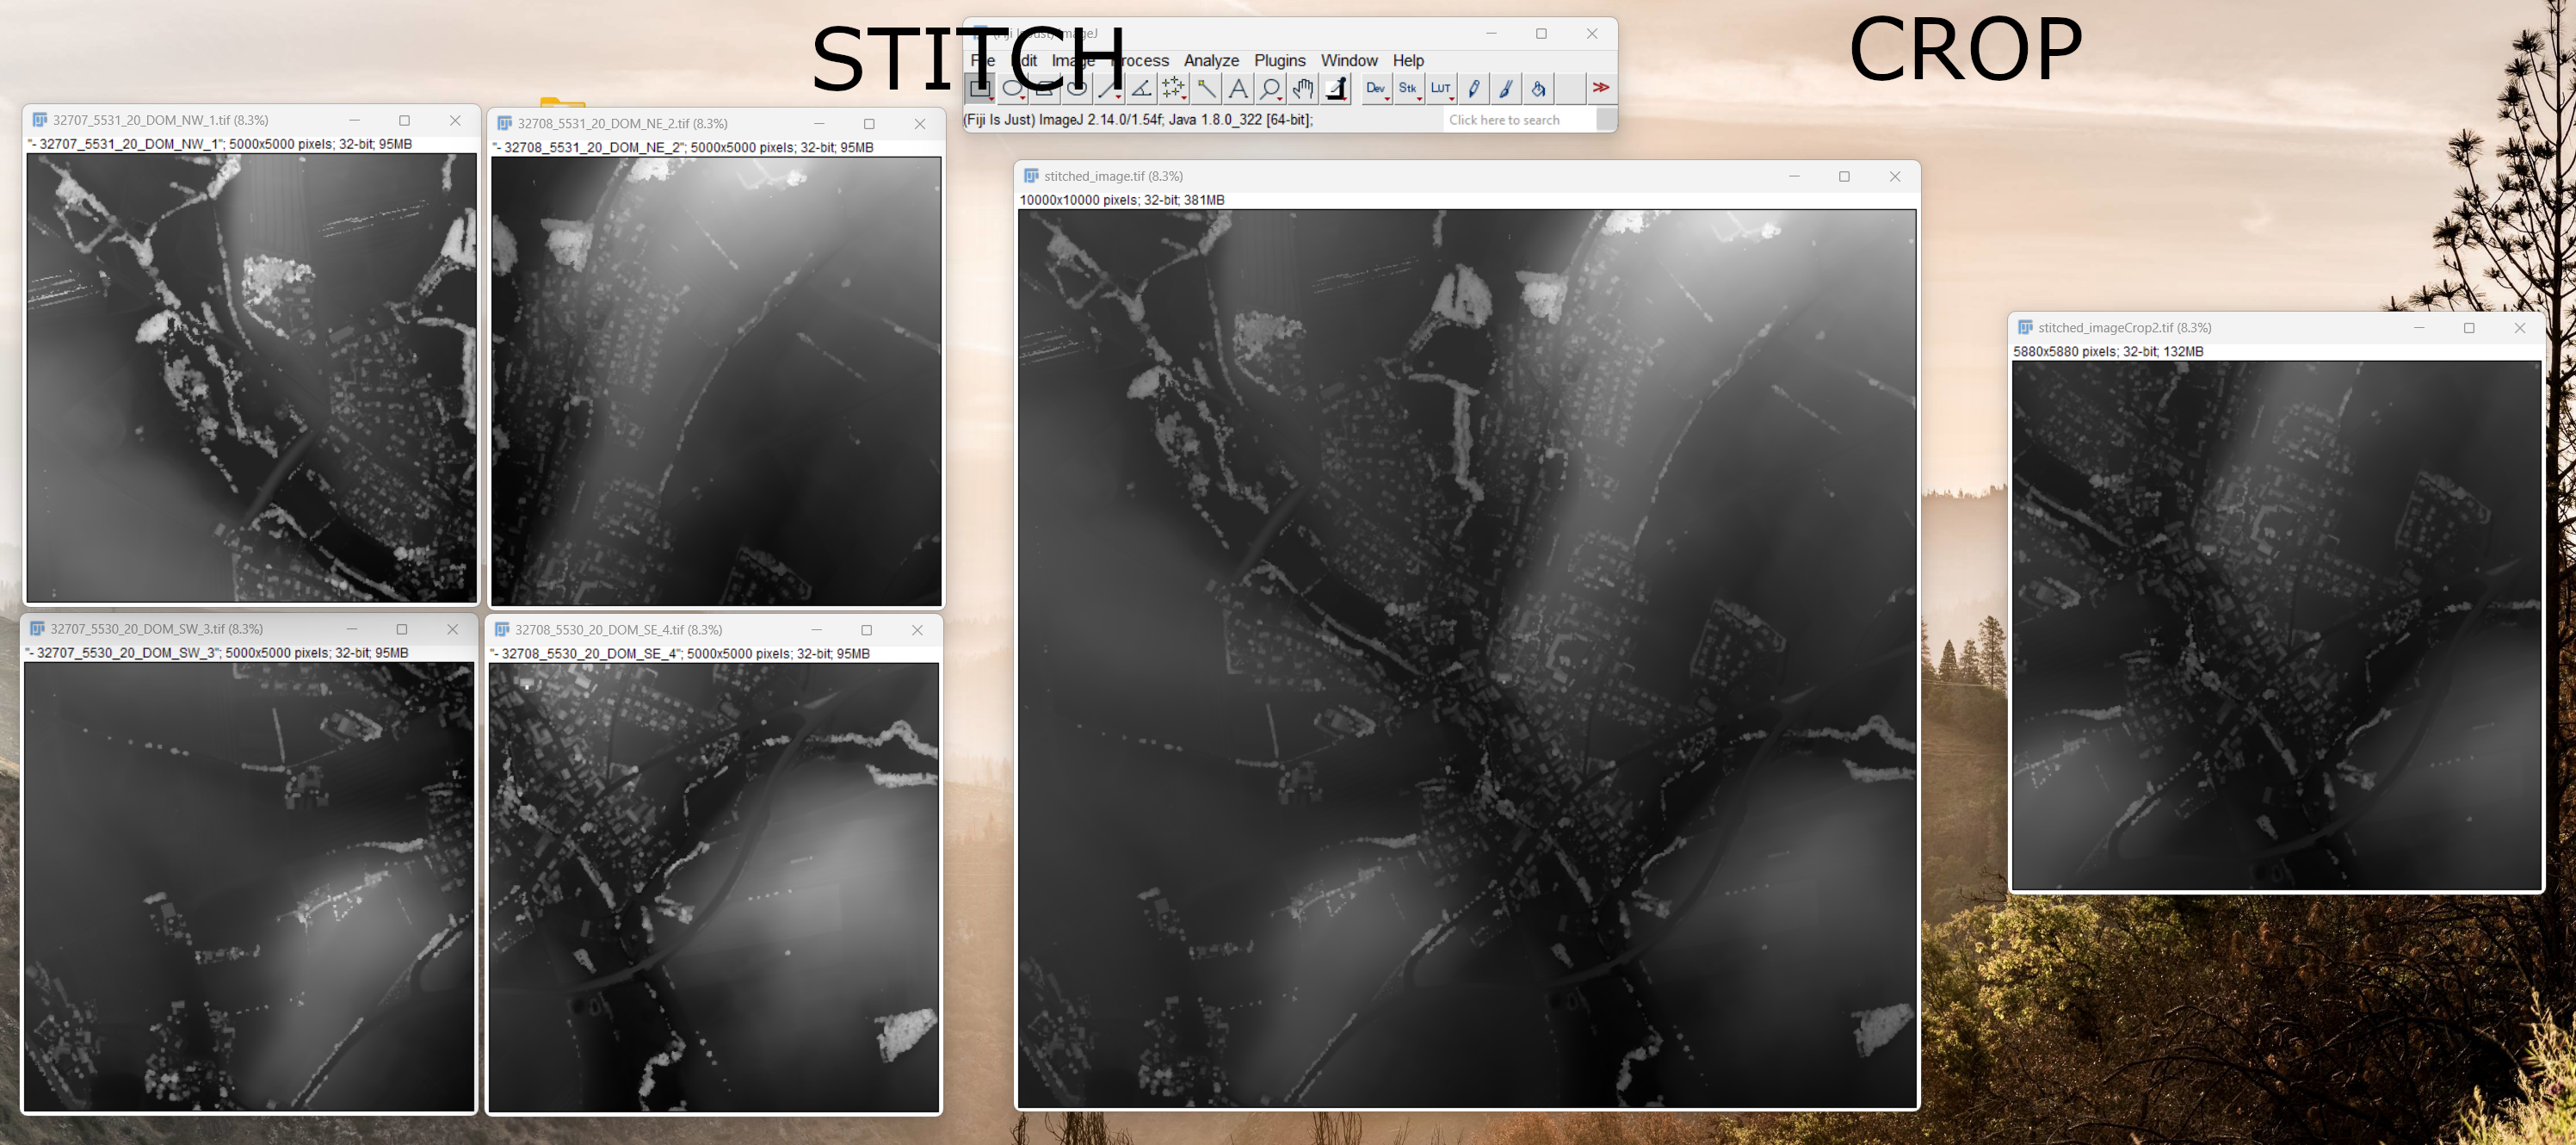 STITCH
CROP
(Fiji Is Just) ImageJ
File Edit Image Process Analyze Plugins Window Help
Dev Stk LUT
(Fiji Is Just) ImageJ 2.14.0/1.54f; Java 1.8.0_322 [64-bit];
Click here to search
32707_5531_20_DOM_NW_1.tif (8.3%)
"- 32707_5531_20_DOM_NW_1"; 5000x5000 pixels; 32-bit; 95MB
32708_5531_20_DOM_NE_2.tif (8.3%)
"- 32708_5531_20_DOM_NE_2"; 5000x5000 pixels; 32-bit; 95MB
32707_5530_20_DOM_SW_3.tif (8.3%)
"- 32707_5530_20_DOM_SW_3"; 5000x5000 pixels; 32-bit; 95MB
32708_5530_20_DOM_SE_4.tif (8.3%)
"- 32708_5530_20_DOM_SE_4"; 5000x5000 pixels; 32-bit; 95MB
stitched_image.tif (8.3%)
10000x10000 pixels; 32-bit; 381MB
stitched_imageCrop2.tif (8.3%)
5880x5880 pixels; 32-bit; 132MB